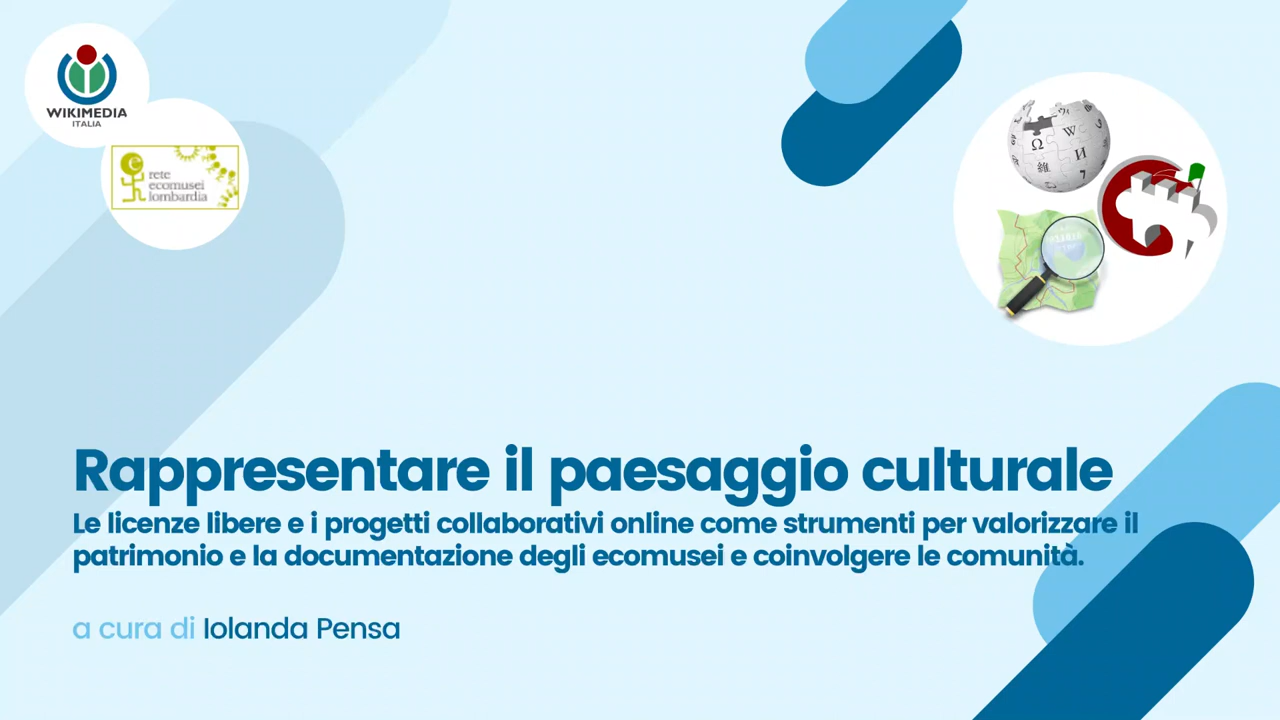 WIKIMEDIA
ITALIA
rete
ecomusei
lombardia
Ω
W
И
維
Rappresentare il paesaggio culturale
Le licenze libere e i progetti collaborativi online come strumenti per valorizzare il
patrimonio e la documentazione degli ecomusei e coinvolgere le comunità.
a cura di Iolanda Pensa